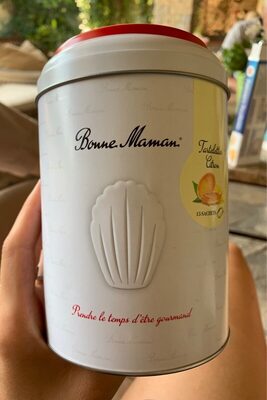 Bonne Maman
Tartelettes
Citron
Prendre le temps d'être gourmand